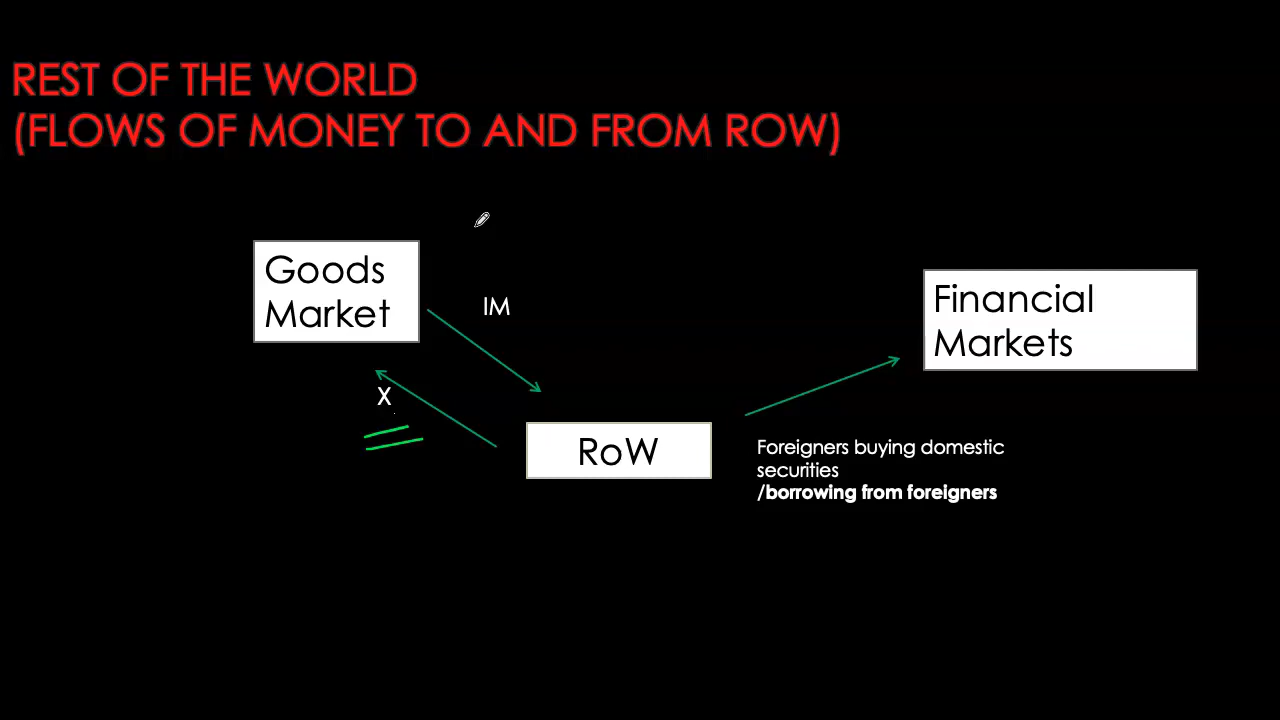 REST OF THE WORLD
(FLOWS OF MONEY TO AND FROM ROW)
Goods
Market
IM
Financial
Markets
X
RoW
Foreigners buying domestic
securities
/borrowing from foreigners